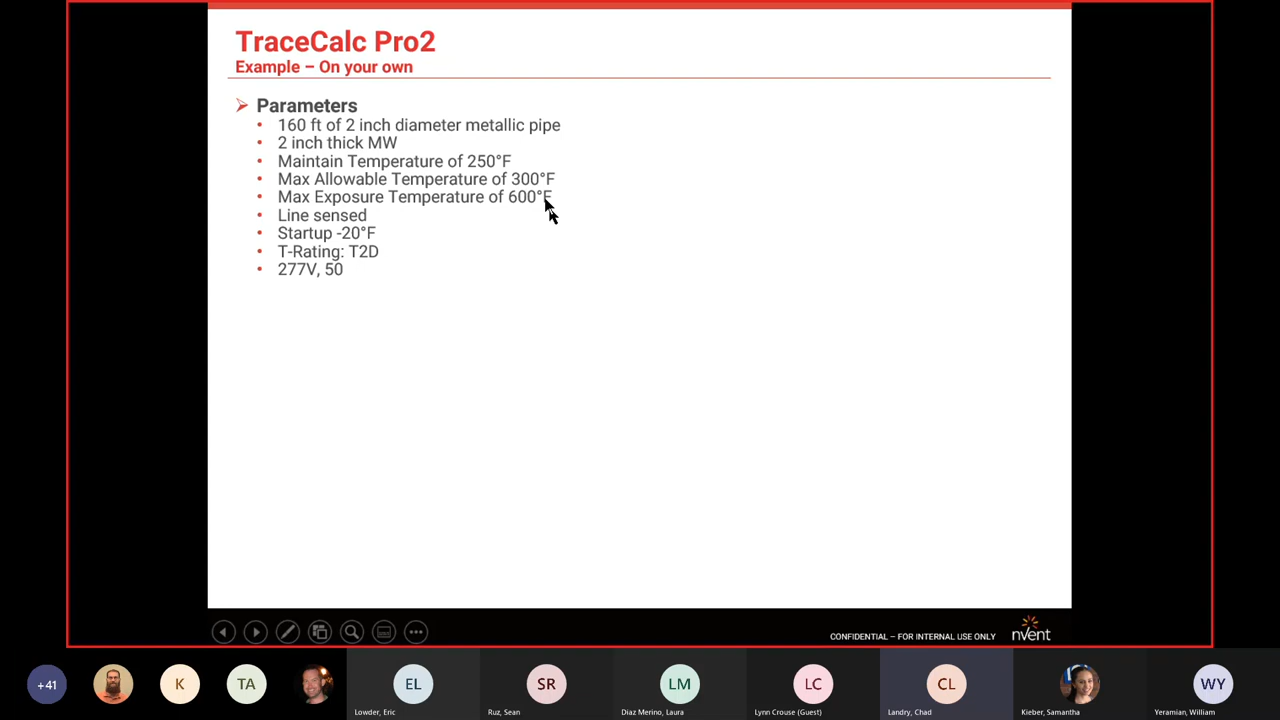 TraceCalc Pro2
Example – On your own
Parameters
160 ft of 2 inch diameter metallic pipe
2 inch thick MW
Maintain Temperature of 250°F
Max Allowable Temperature of 300°F
Max Exposure Temperature of 600°F
Line sensed
Startup -20°F
T-Rating: T2D
277V, 50
CONFIDENTIAL – FOR INTERNAL USE ONLY
nvent
+41
K
TA
EL
SR
LM
LC
CL
WY
Lowder, Eric
Ruz, Sean
Diaz Merino, Laura
Lynn Crouse (Guest)
Landry, Chad
Kieber, Samantha
Yeramian, William